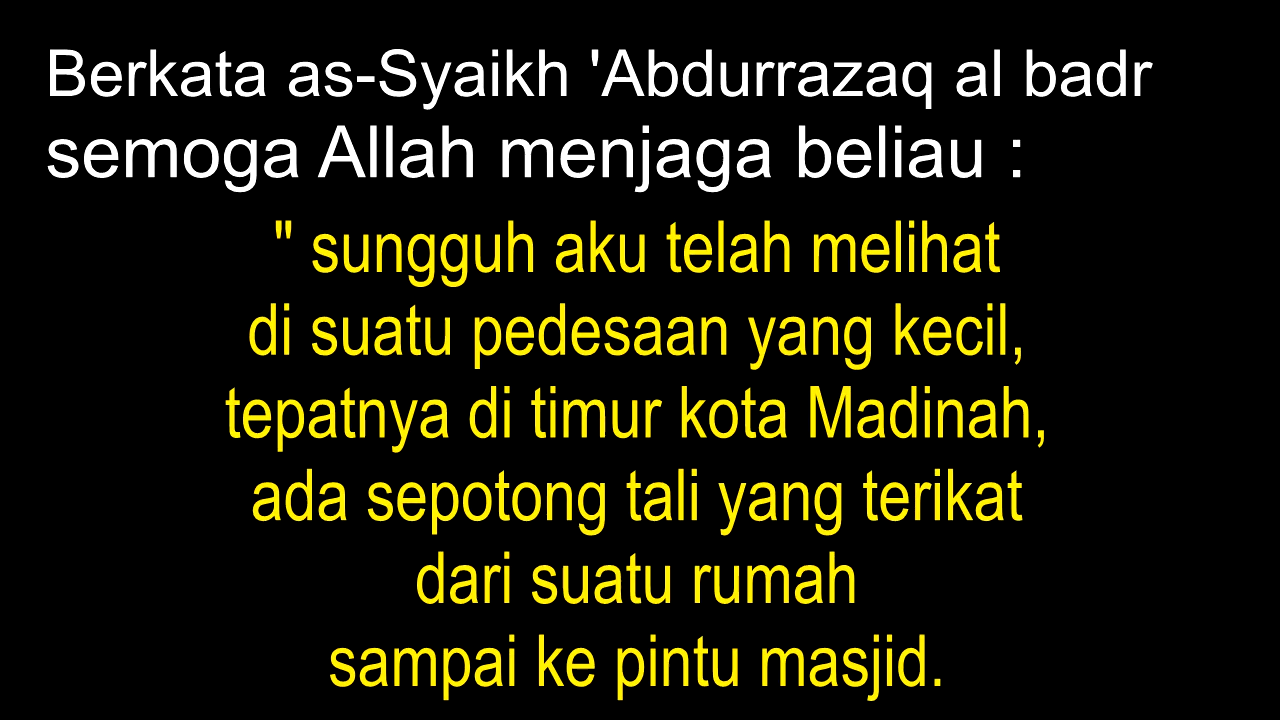 Berkata as-Syaikh 'Abdurrazaq al badr
semoga Allah menjaga beliau :
" sungguh aku telah melihat
di suatu pedesaan yang kecil,
tepatnya di timur kota Madinah,
ada sepotong tali yang terikat
dari suatu rumah
sampai ke pintu masjid.